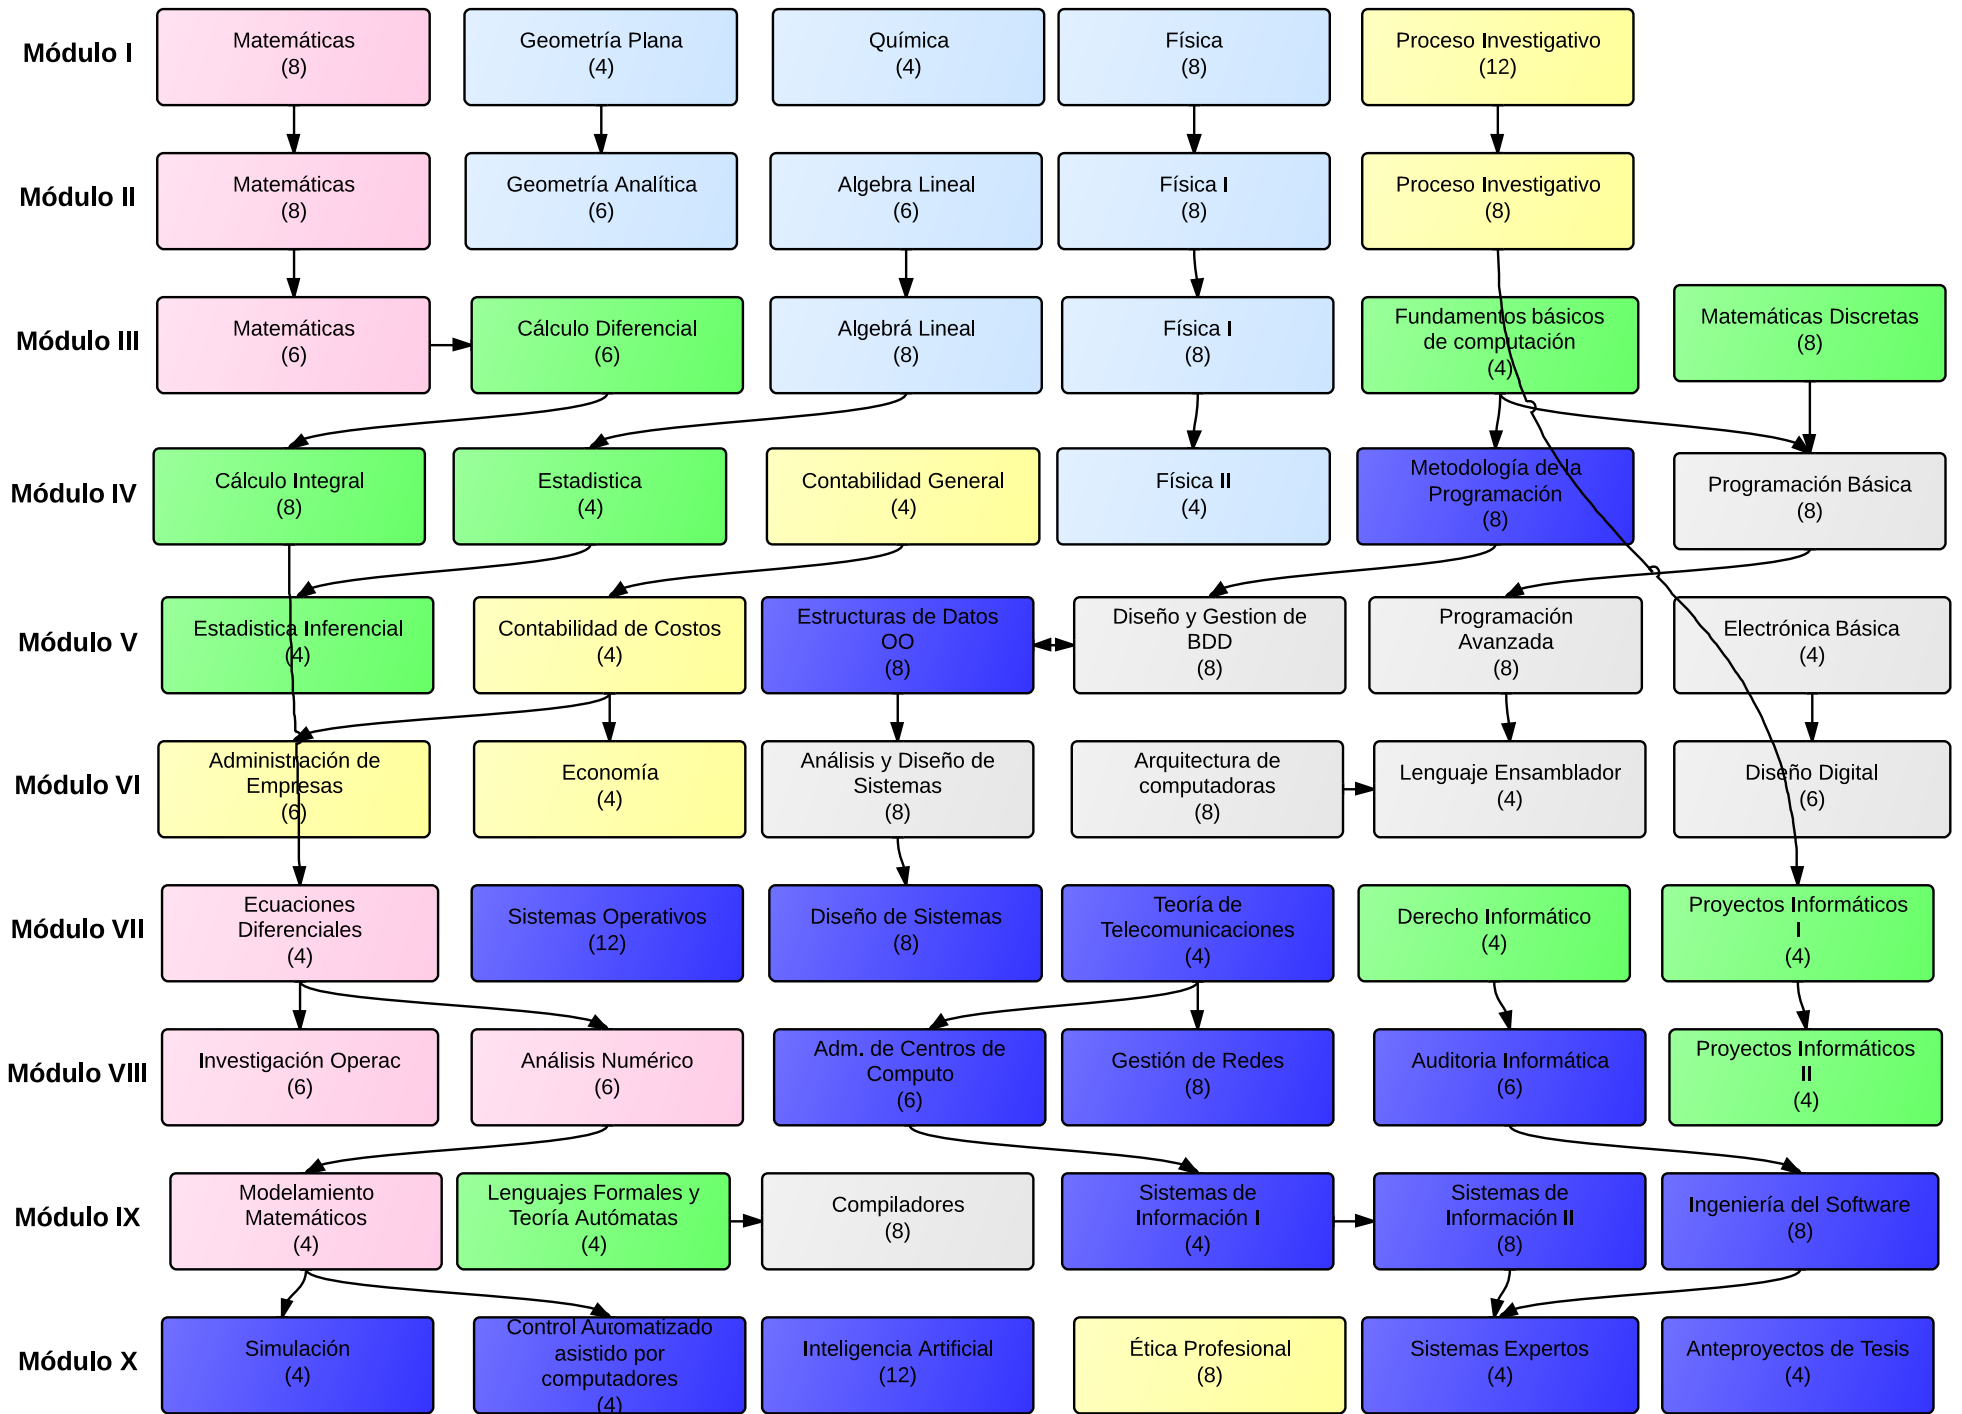 Módulo I
Matemáticas
(8)
Geometría Plana
(4)
Química
(4)
Física
(8)
Proceso Investigativo
(12)
Módulo II
Matemáticas
(8)
Geometría Analítica
(6)
Algebra Lineal
(6)
Física I
(8)
Proceso Investigativo
(8)
Módulo III
Matemáticas
(6)
Cálculo Diferencial
(6)
Algebrá Lineal
(8)
Física I
(8)
Fundamentos básicos
de computación
(4)
Matemáticas Discretas
(8)
Módulo IV
Cálculo Integral
(8)
Estadistica
(4)
Contabilidad General
(4)
Física II
(4)
Metodología de la
Programación
(8)
Programación Básica
(8)
Módulo V
Estadistica Inferencial
(4)
Contabilidad de Costos
(4)
Estructuras de Datos
OO
(8)
Diseño y Gestion de
BDD
(8)
Programación
Avanzada
(8)
Electrónica Básica
(4)
Módulo VI
Administración de
Empresas
(6)
Economía
(4)
Análisis y Diseño de
Sistemas
(8)
Arquitectura de
computadoras
(8)
Lenguaje Ensamblador
(4)
Diseño Digital
(6)
Módulo VII
Ecuaciones
Diferenciales
(4)
Sistemas Operativos
(12)
Diseño de Sistemas
(8)
Teoría de
Telecomunicaciones
(4)
Derecho Informático
(4)
Proyectos Informáticos
I
(4)
Módulo VIII
Investigación Operac
(6)
Análisis Numérico
(6)
Adm. de Centros de
Computo
(6)
Gestión de Redes
(8)
Auditoria Informática
(6)
Proyectos Informáticos
II
(4)
Módulo IX
Modelamiento
Matemáticos
(4)
Lenguajes Formales y
Teoría Autómatas
(4)
Compiladores
(8)
Sistemas de
Información I
(4)
Sistemas de
Información II
(8)
Ingeniería del Software
(8)
Módulo X
Simulación
(4)
Control Automatizado
asistido por
computadores
(4)
Inteligencia Artificial
(12)
Ética Profesional
(8)
Sistemas Expertos
(4)
Anteproyectos de Tesis
(4)